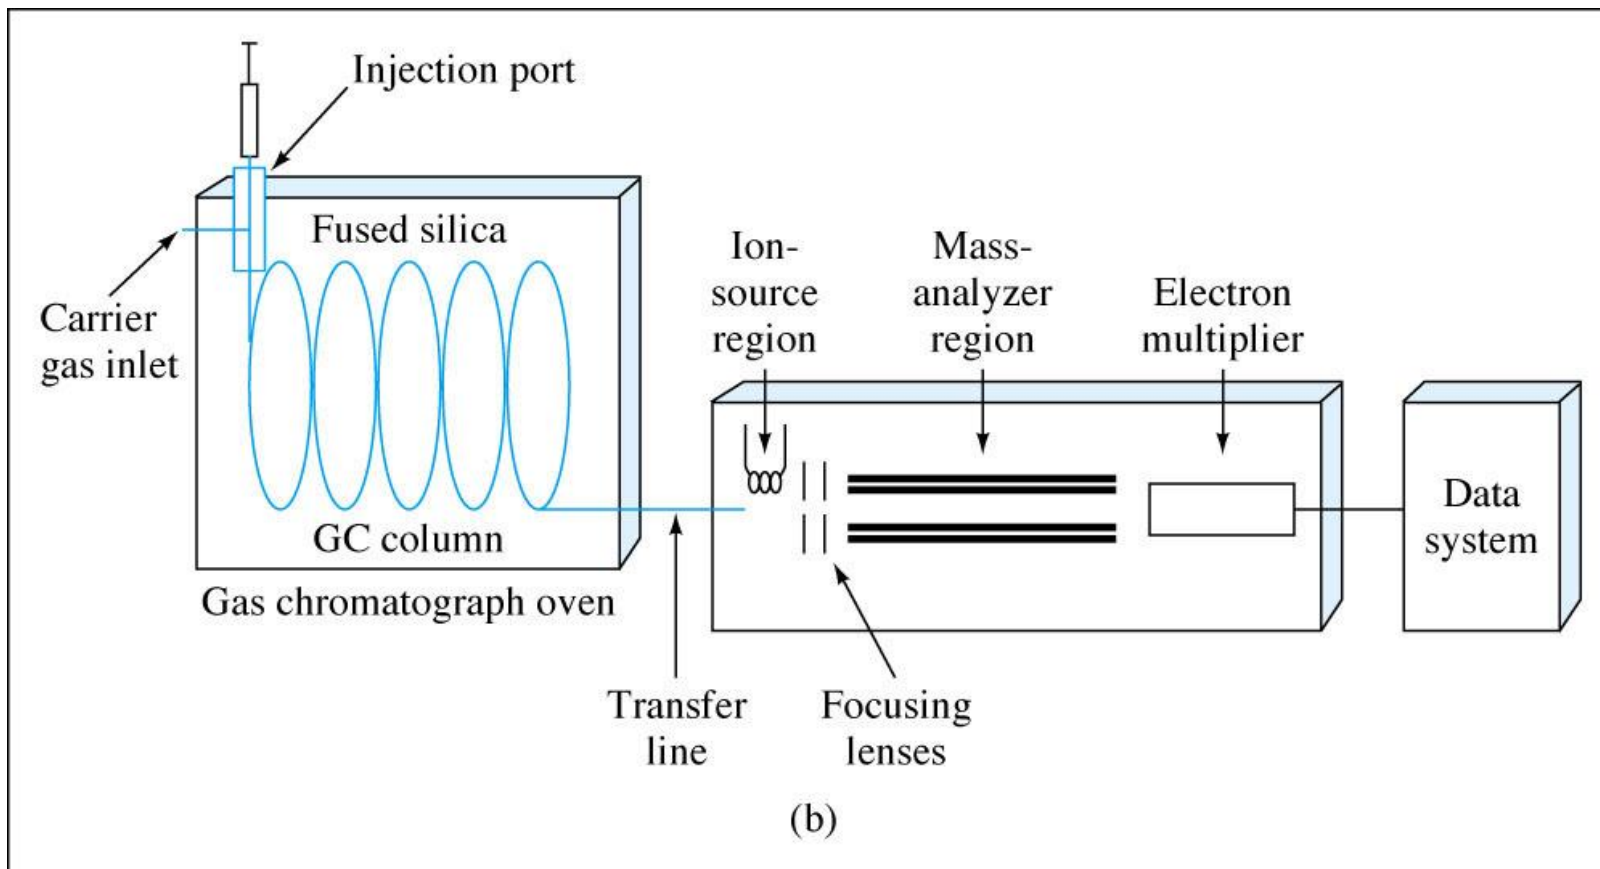 Injection port
Fused silica
Carrier
gas inlet
GC column
Gas chromatograph oven
Ion-
source
region
Mass-
analyzer
region
Electron
multiplier
Data
system
Transfer
line
Focusing
lenses
(b)